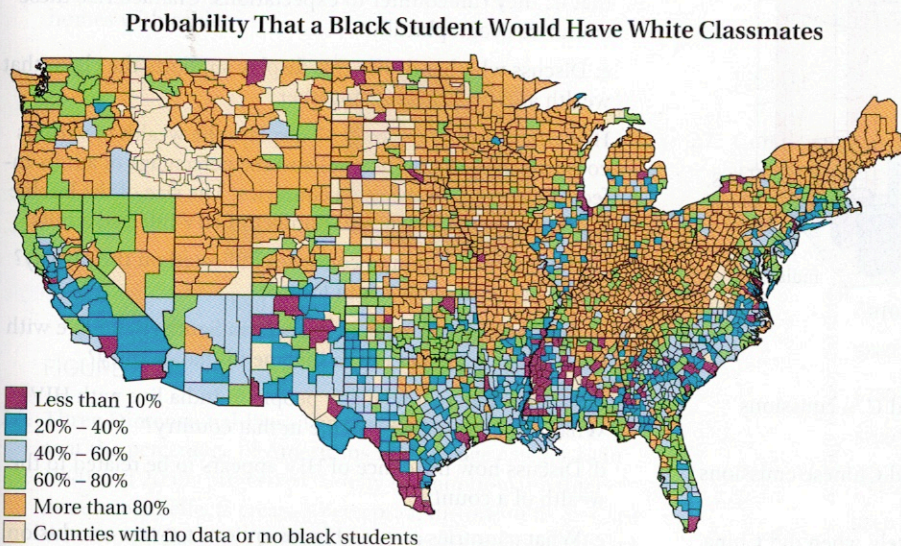 Probability That a Black Student Would Have White Classmates
Less than 10%
20% – 40%
40% – 60%
60% – 80%
More than 80%
Counties with no data or no black students